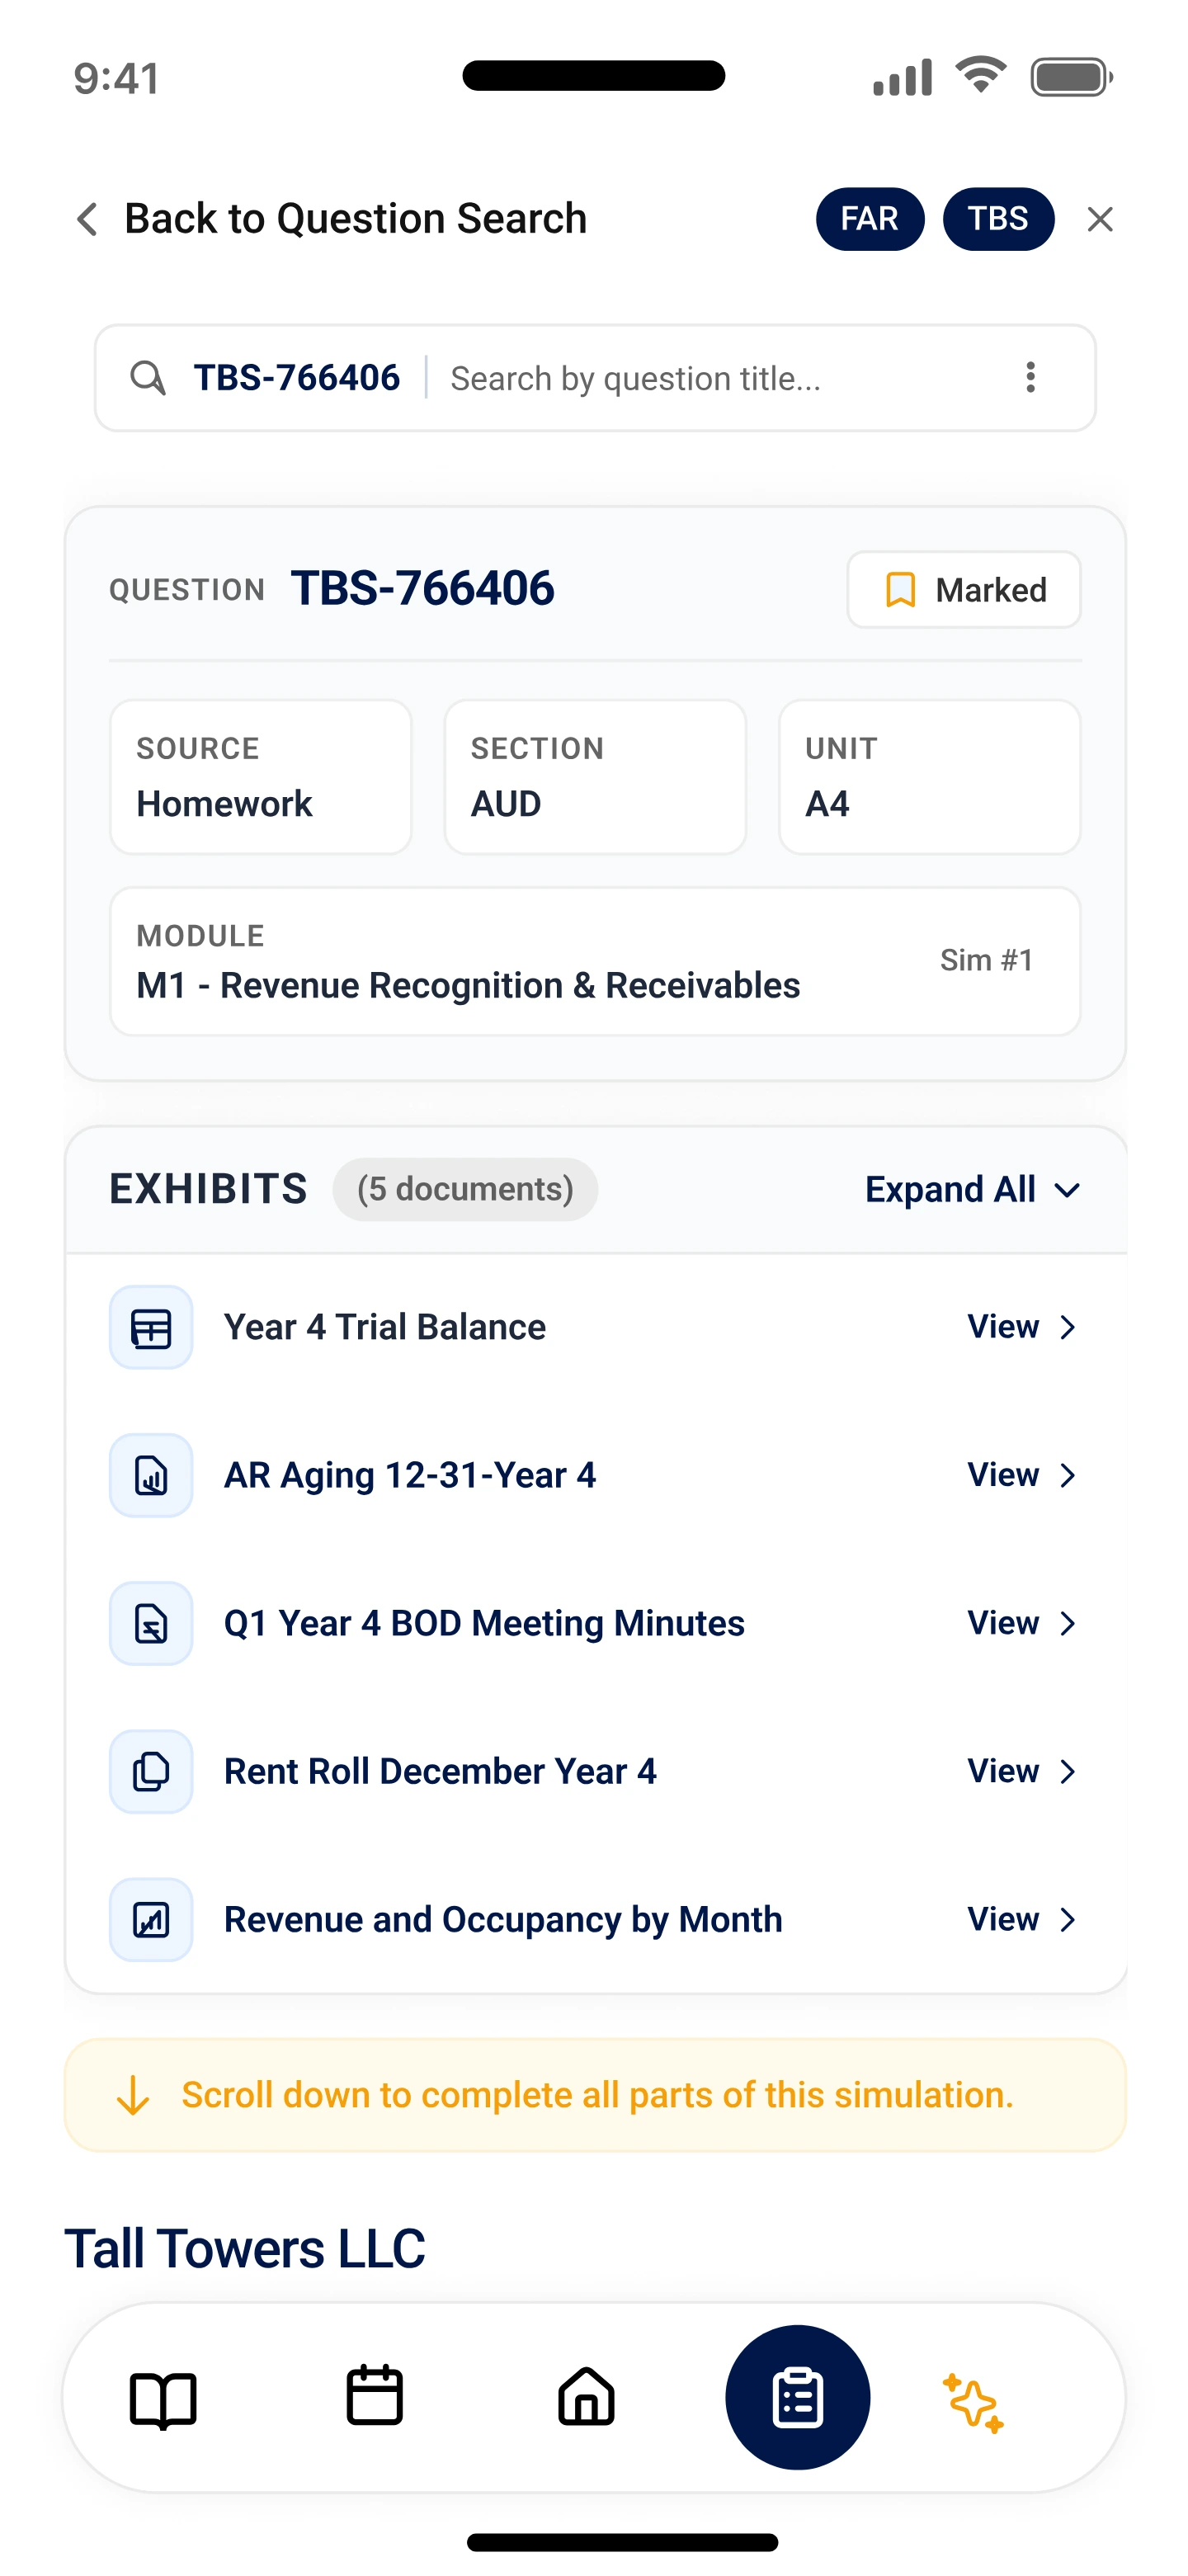 9:41
Back to Question Search FAR TBS
TBS-766406 Search by question title...
QUESTION TBS-766406 Marked
SOURCE SECTION UNIT
Homework AUD A4
MODULE
M1 - Revenue Recognition & Receivables Sim #1
EXHIBITS (5 documents) Expand All
Year 4 Trial Balance View
AR Aging 12-31-Year 4 View
Q1 Year 4 BOD Meeting Minutes View
Rent Roll December Year 4 View
Revenue and Occupancy by Month View
Scroll down to complete all parts of this simulation.
Tall Towers LLC